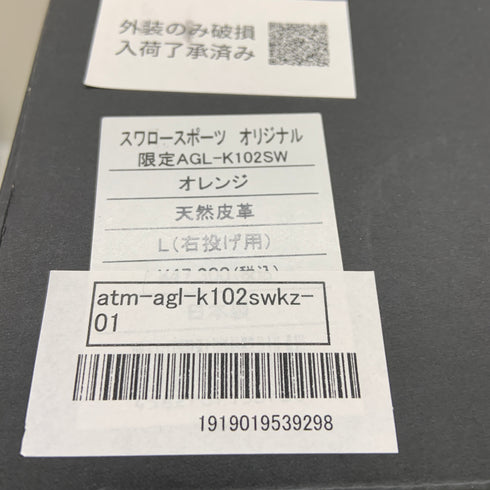 外装のみ破損
入荷了承済み
スワロースポーツ オリジナル
限定AGL-K102SW
オレンジ
天然皮革
L(右投げ用)
atm-agl-k102swkz-
01
1919019539298